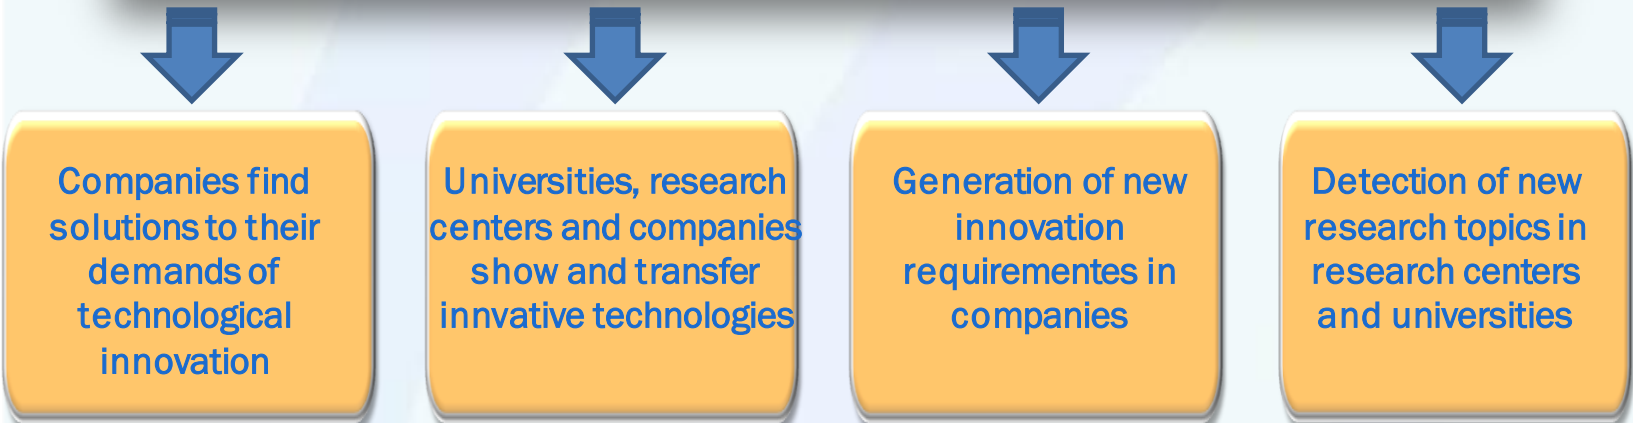 Companies find
solutions to their
demands of
technological
innovation
Universities, research
centers and companies
show and transfer
innvative technologies
Generation of new
innovation
requirementes in
companies
Detection of new
research topics in
research centers
and universities